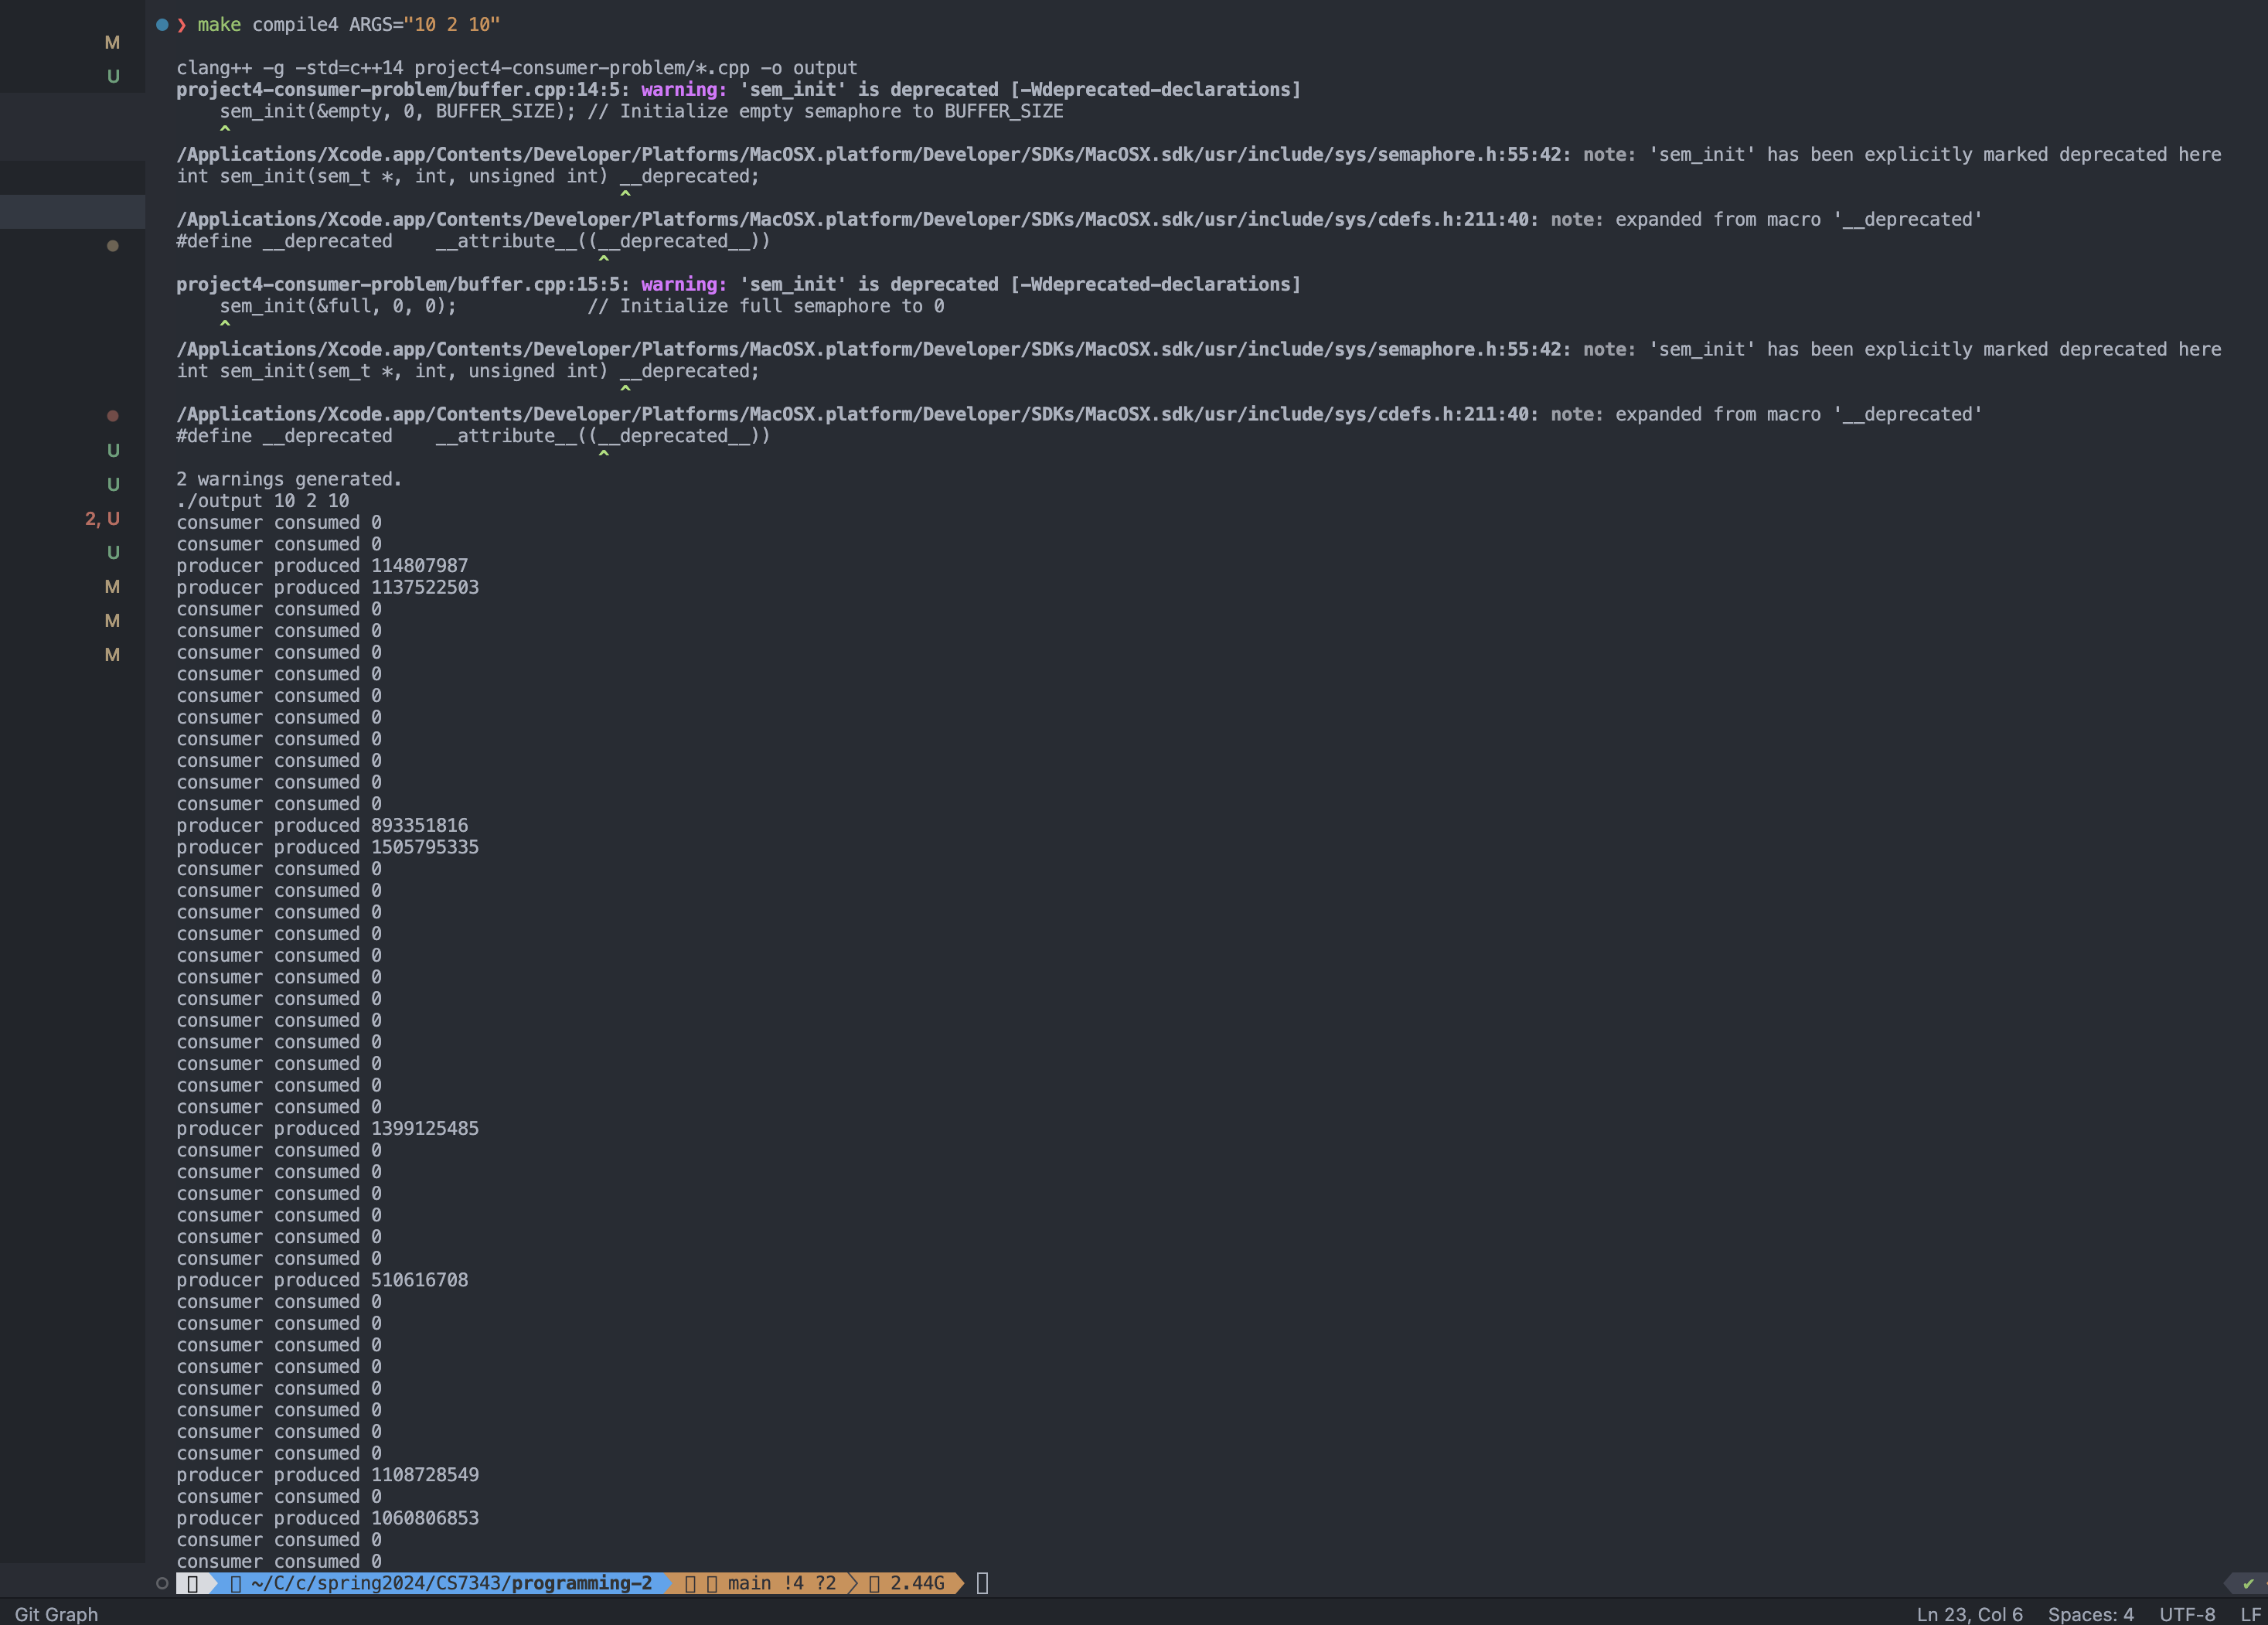 M
U
2, U
U
U
U
M
M
M
❯ make compile4 ARGS="10 2 10"
clang++ -g -std=c++14 project4-consumer-problem/*.cpp -o output
project4-consumer-problem/buffer.cpp:14:5: warning: 'sem_init' is deprecated [-Wdeprecated-declarations]
    sem_init(&empty, 0, BUFFER_SIZE); // Initialize empty semaphore to BUFFER_SIZE
    ^
/Applications/Xcode.app/Contents/Developer/Platforms/MacOSX.platform/Developer/SDKs/MacOSX.sdk/usr/include/sys/semaphore.h:55:42: note: 'sem_init' has been explicitly marked deprecated here
int sem_init(sem_t *, int, unsigned int) __deprecated;
                                         ^
/Applications/Xcode.app/Contents/Developer/Platforms/MacOSX.platform/Developer/SDKs/MacOSX.sdk/usr/include/sys/cdefs.h:211:40: note: expanded from macro '__deprecated'
#define __deprecated    __attribute__((__deprecated__))
                                       ^
project4-consumer-problem/buffer.cpp:15:5: warning: 'sem_init' is deprecated [-Wdeprecated-declarations]
    sem_init(&full, 0, 0);            // Initialize full semaphore to 0
    ^
/Applications/Xcode.app/Contents/Developer/Platforms/MacOSX.platform/Developer/SDKs/MacOSX.sdk/usr/include/sys/semaphore.h:55:42: note: 'sem_init' has been explicitly marked deprecated here
int sem_init(sem_t *, int, unsigned int) __deprecated;
                                         ^
/Applications/Xcode.app/Contents/Developer/Platforms/MacOSX.platform/Developer/SDKs/MacOSX.sdk/usr/include/sys/cdefs.h:211:40: note: expanded from macro '__deprecated'
#define __deprecated    __attribute__((__deprecated__))
                                       ^
2 warnings generated.
./output 10 2 10
consumer consumed 0
consumer consumed 0
producer produced 114807987
producer produced 1137522503
consumer consumed 0
consumer consumed 0
consumer consumed 0
consumer consumed 0
consumer consumed 0
consumer consumed 0
consumer consumed 0
consumer consumed 0
consumer consumed 0
consumer consumed 0
producer produced 893351816
producer produced 1505795335
consumer consumed 0
consumer consumed 0
consumer consumed 0
consumer consumed 0
consumer consumed 0
consumer consumed 0
consumer consumed 0
consumer consumed 0
consumer consumed 0
consumer consumed 0
consumer consumed 0
consumer consumed 0
producer produced 1399125485
consumer consumed 0
consumer consumed 0
consumer consumed 0
consumer consumed 0
consumer consumed 0
consumer consumed 0
producer produced 510616708
consumer consumed 0
consumer consumed 0
consumer consumed 0
consumer consumed 0
consumer consumed 0
consumer consumed 0
consumer consumed 0
consumer consumed 0
producer produced 1108728549
consumer consumed 0
producer produced 1060806853
consumer consumed 0
consumer consumed 0
~/C/c/spring2024/CS7343/programming-2 main !4 ?2 2.44G ✔
Git Graph Ln 23, Col 6 Spaces: 4 UTF-8 LF